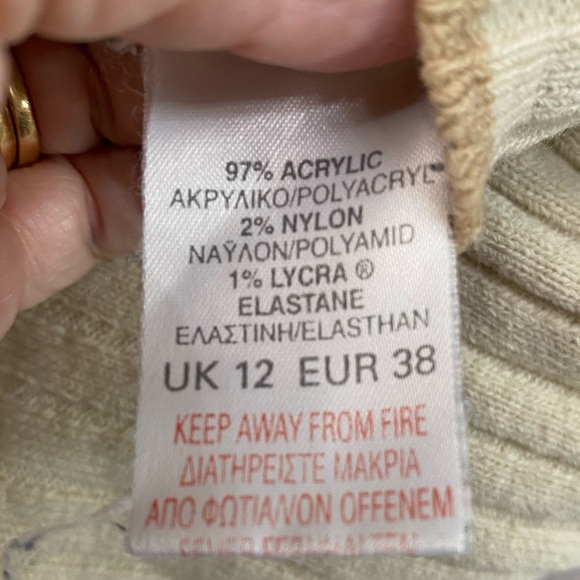 97% ACRYLIC
ΑΚΡΥΛΙΚΟ/POLYACRYL
2% NYLON
ΝΑΫΛΟΝ/POLYAMID
1% LYCRA ®
ELASTANE
ΕΛΑΣΤΙΝΗ/ELASTHAN
UK 12 EUR 38
KEEP AWAY FROM FIRE
ΔΙΑΤΗΡΕΙΣΤΕ ΜΑΚΡΙΑ
ΑΠΟ ΦΩΤΙΑ/VON OFFENEM